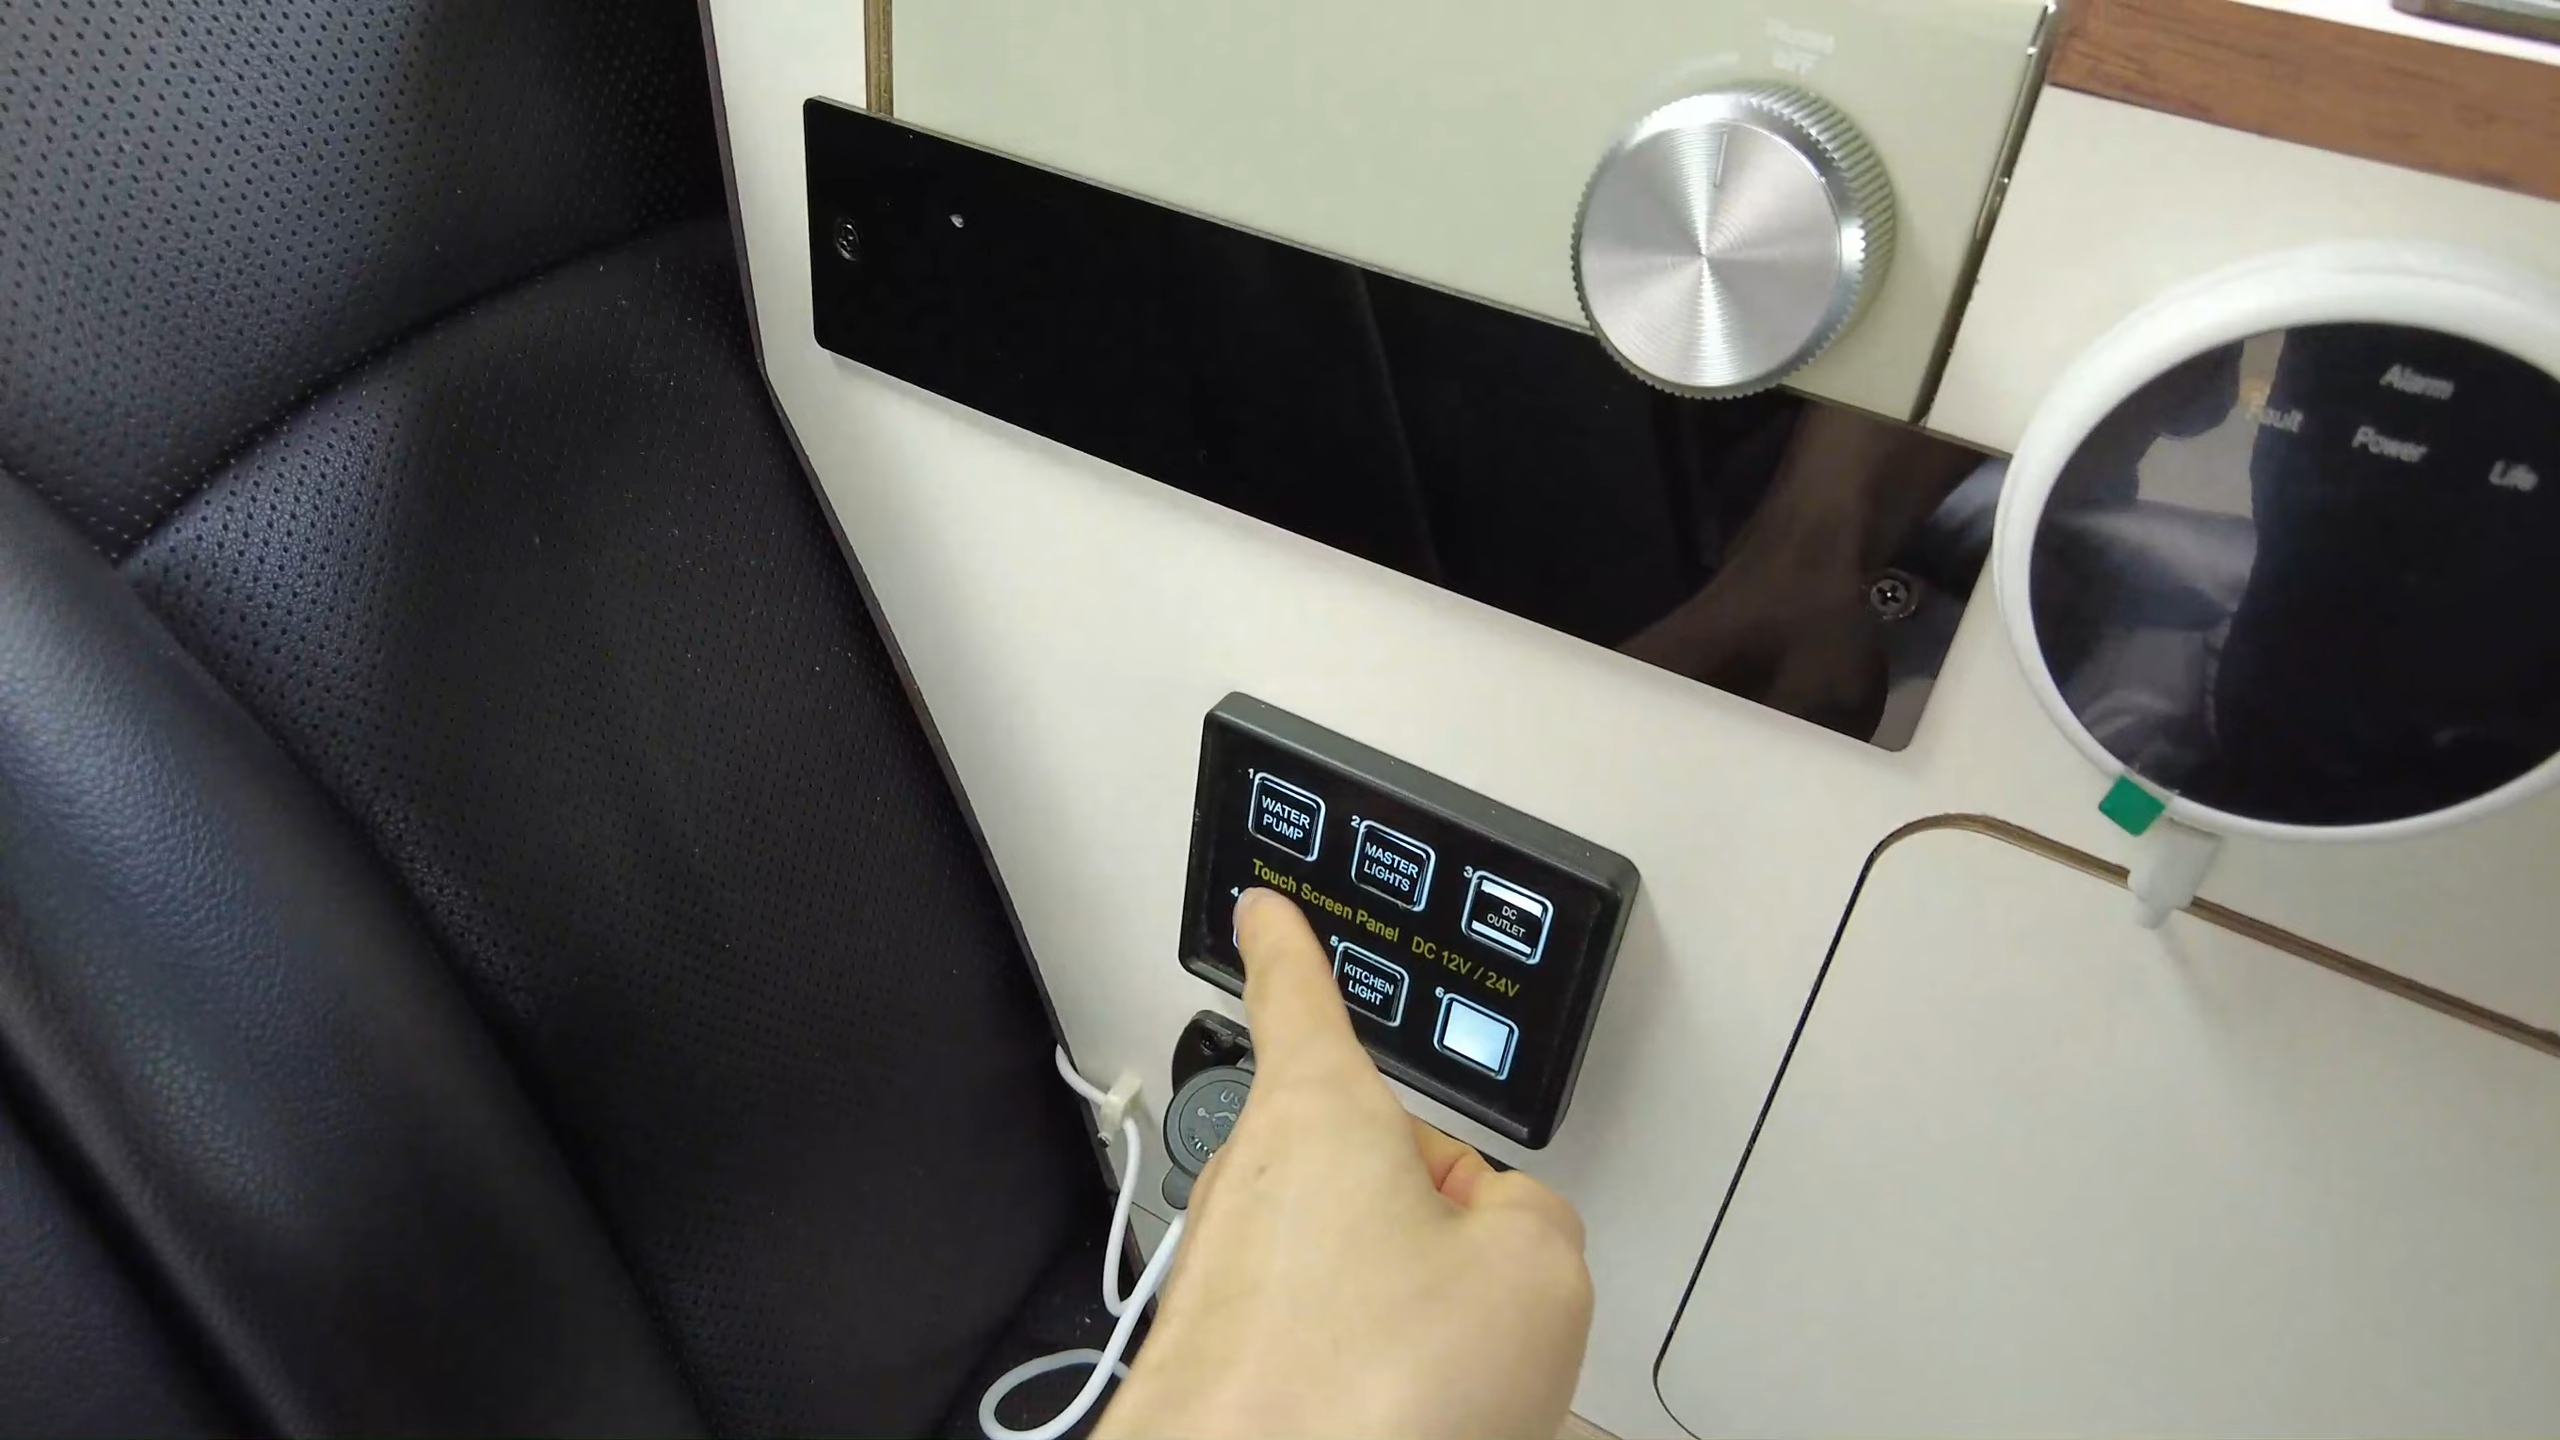 OFF
Alarm
Fault
Power
Life
1
WATER
PUMP
2
MASTER
LIGHTS
3
DC
OUTLET
Touch Screen Panel DC 12V / 24V
4
5
KITCHEN
LIGHT
6